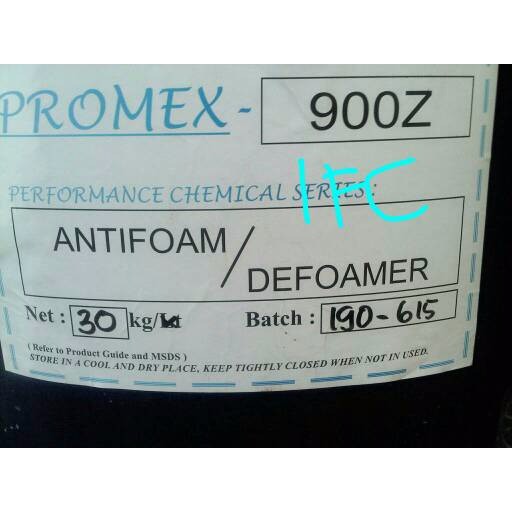 PROMEX - 900Z
PERFORMANCE CHEMICAL SERIES :
IFC
ANTIFOAM / DEFOAMER
Net : 30 kg/ Batch : 190-615
( Refer to Product Guide and MSDS )
STORE IN A COOL AND DRY PLACE, KEEP TIGHTLY CLOSED WHEN NOT IN USED.